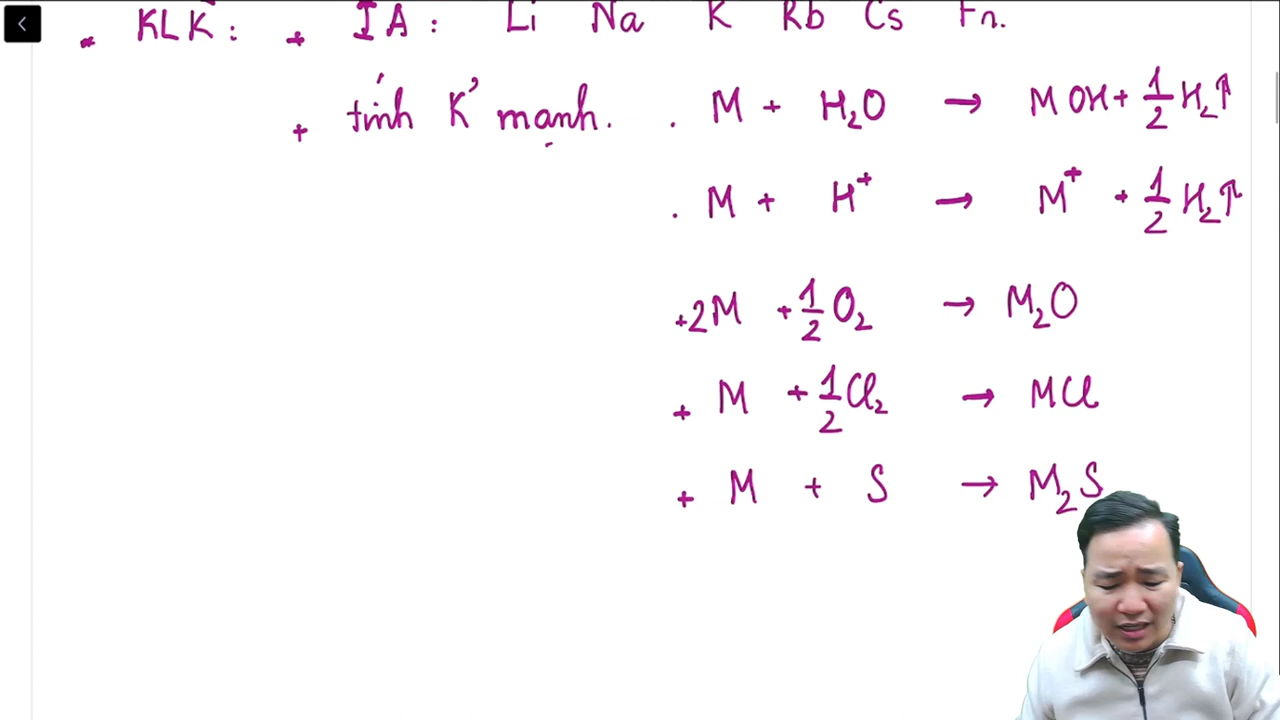 * KLK: + IA: Li Na K Rb Cs Fr.
+ tính K' mạnh. . M + H₂O → MOH + 1/2 H₂↑
. M + H⁺ → M⁺ + 1/2 H₂↑
+ 2M + 1/2 O₂ → M₂O
+ M + 1/2 Cl₂ → MCl
+ M + S → M₂S